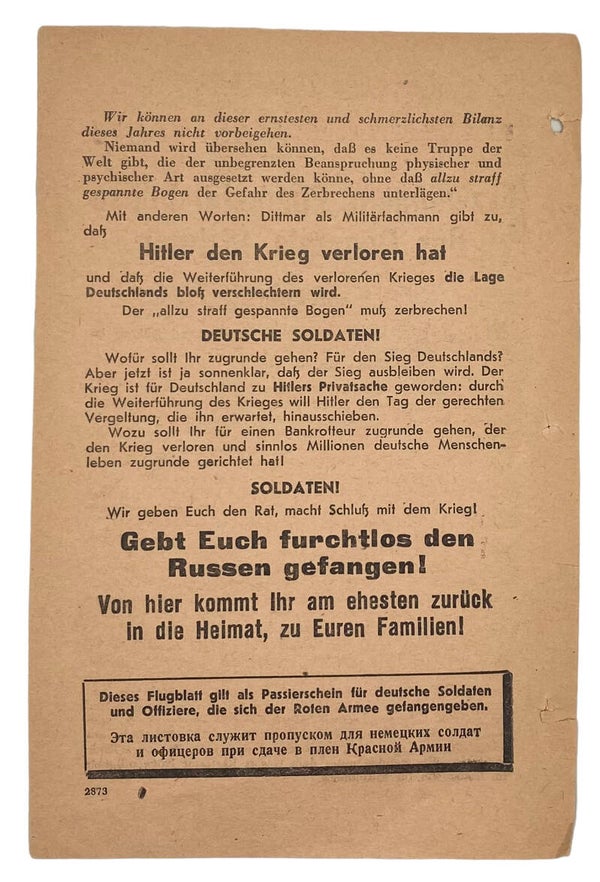 Wir können an dieser ernstesten und schmerzlichsten Bilanz
dieses Jahres nicht vorbeigehen.
Niemand wird übersehen können, daß es keine Truppe der
Welt gibt, die der unbegrenzten Beanspruchung physischer und
psychischer Art ausgesetzt werden könne, ohne daß allzu straff
gespannte Bogen der Gefahr des Zerbrechens unterlägen.“
Mit anderen Worten: Dittmar als Militärfachmann gibt zu,
daß
Hitler den Krieg verloren hat
und daß die Weiterführung des verlorenen Krieges die Lage
Deutschlands bloß verschlechtern wird.
Der „allzu straff gespannte Bogen“ muß zerbrechen!
DEUTSCHE SOLDATEN!
Wofür sollt Ihr zugrunde gehen? Für den Sieg Deutschlands?
Aber jetzt ist ja sonnenklar, daß der Sieg ausbleiben wird. Der
Krieg ist für Deutschland zu Hitlers Privatsache geworden: durch
die Weiterführung des Krieges will Hitler den Tag der gerechten
Vergeltung, die ihn erwartet, hinausschieben.
Wozu sollt Ihr für einen Bankrotteur zugrunde gehen, der
den Krieg verloren und sinnlos Millionen deutsche Menschen-
leben zugrunde gerichtet hat!
SOLDATEN!
Wir geben Euch den Rat, macht Schluß mit dem Krieg!
Gebt Euch furchtlos den
Russen gefangen!
Von hier kommt Ihr am ehesten zurück
in die Heimat, zu Euren Familien!
Dieses Flugblatt gilt als Passierschein für deutsche Soldaten
und Offiziere, die sich der Roten Armee gefangengeben.
Эта листовка служит пропуском для немецких солдат
и офицеров при сдаче в плен Красной Армии
2873